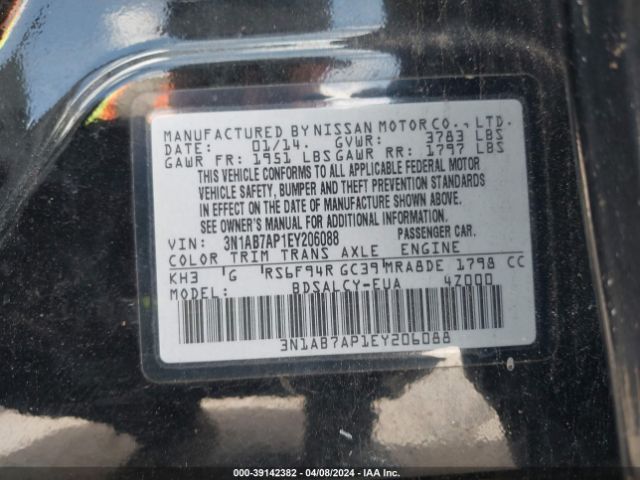 MANUFACTURED BY NISSAN MOTOR CO., LTD.
DATE: 01/14. GVWR: 3783 LBS
GAWR FR: 1951 LBS GAWR RR: 1797 LBS
THIS VEHICLE CONFORMS TO ALL APPLICABLE FEDERAL MOTOR
VEHICLE SAFETY, BUMPER AND THEFT PREVENTION STANDARDS
IN EFFECT ON THE DATE OF MANUFACTURE SHOWN ABOVE.
SEE OWNER'S MANUAL FOR ADDITIONAL INFORMATION.
VIN: 3N1AB7AP1EY206088 PASSENGER CAR.
COLOR TRIM TRANS AXLE ENGINE
KH3 G RS6F94R GC39 MRA8DE 1798 CC
MODEL: BDSALCY-EUA 4Z000
3N1AB7AP1EY206088
000-39142382 | 04/08/2024 | IAA Inc.